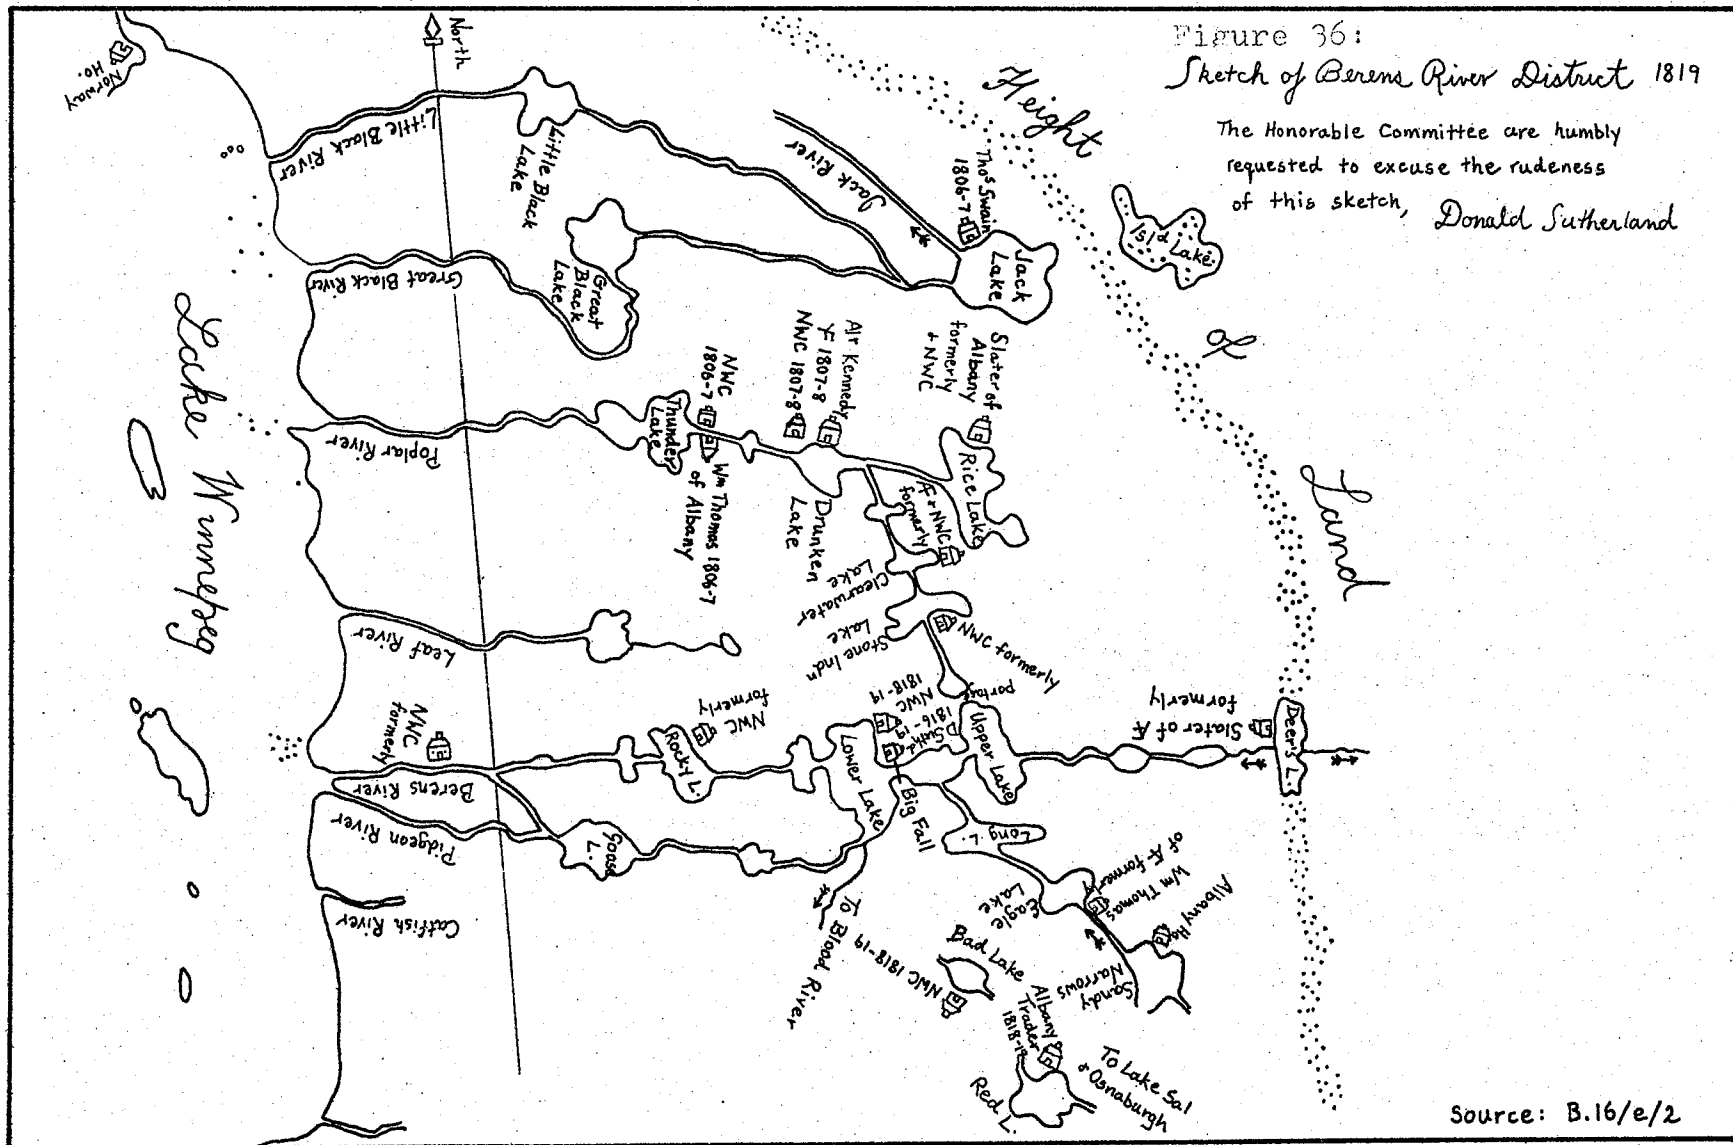 Figure 36:
Sketch of Berens River District 1819
The Honorable Committee are humbly
requested to excuse the rudeness
of this sketch, Donald Sutherland
North
Norway
Ho.
Little Black River
Little Black
Lake
Jack River
Thos Swain
1806-7
Jack
Lake
Height
of
Land
Isld
Lake
Great Black River
Great
Black
Lake
Lake Winnipeg
Poplar River
Thunder
Lake
NWC
1806-7
Wm Thomas 1806-7
of Albany
Alr Kennedy
YF 1807-8
NWC 1807-8
Drunken
Lake
Slater of
Albany
formerly
& NWC
Rice Lake
AF & NWC
formerly
Clearwater
Lake
Stone Indn
Lake
NWC formerly
portage
Leaf River
NWC
formerly
Berens River
Rocky L.
NWC
formerly
Lower Lake
NWC
1818-19
D Suthd
1816-19
Upper Lake
Big Fall
Slater of AF
formerly
Deer's L.
Pidgeon River
Goose
L.
Long
L.
Catfish River
To Blood River
Eagle
Lake
Wm Thomas
of AF formerly
Albany Ho
Sandy
Narrows
Bad Lake
NWC 1818-19
Albany
Trader
1818-19
Red L.
To Lake Sal
& Osnaburgh
Source: B.16/e/2